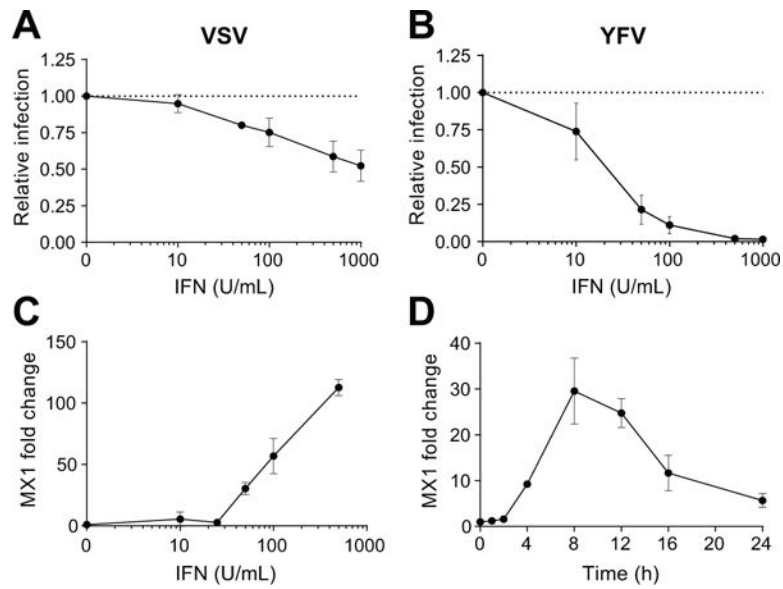 A
VSV
1.25
1.00
0.75
0.50
0.25
0.00
Relative infection
0 10 100 1000
IFN (U/mL)
B
YFV
1.25
1.00
0.75
0.50
0.25
0.00
Relative infection
0 10 100 1000
IFN (U/mL)
C
150
100
50
0
MX1 fold change
0 10 100 1000
IFN (U/mL)
D
40
30
20
10
0
MX1 fold change
0 4 8 12 16 20 24
Time (h)